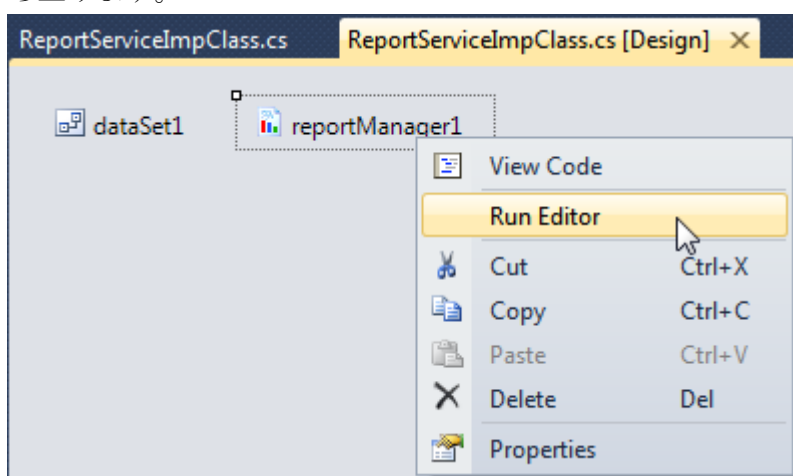 ReportServiceImpClass.cs ReportServiceImpClass.cs [Design]
dataSet1 reportManager1
View Code
Run Editor
Cut Ctrl+X
Copy Ctrl+C
Paste Ctrl+V
Delete Del
Properties